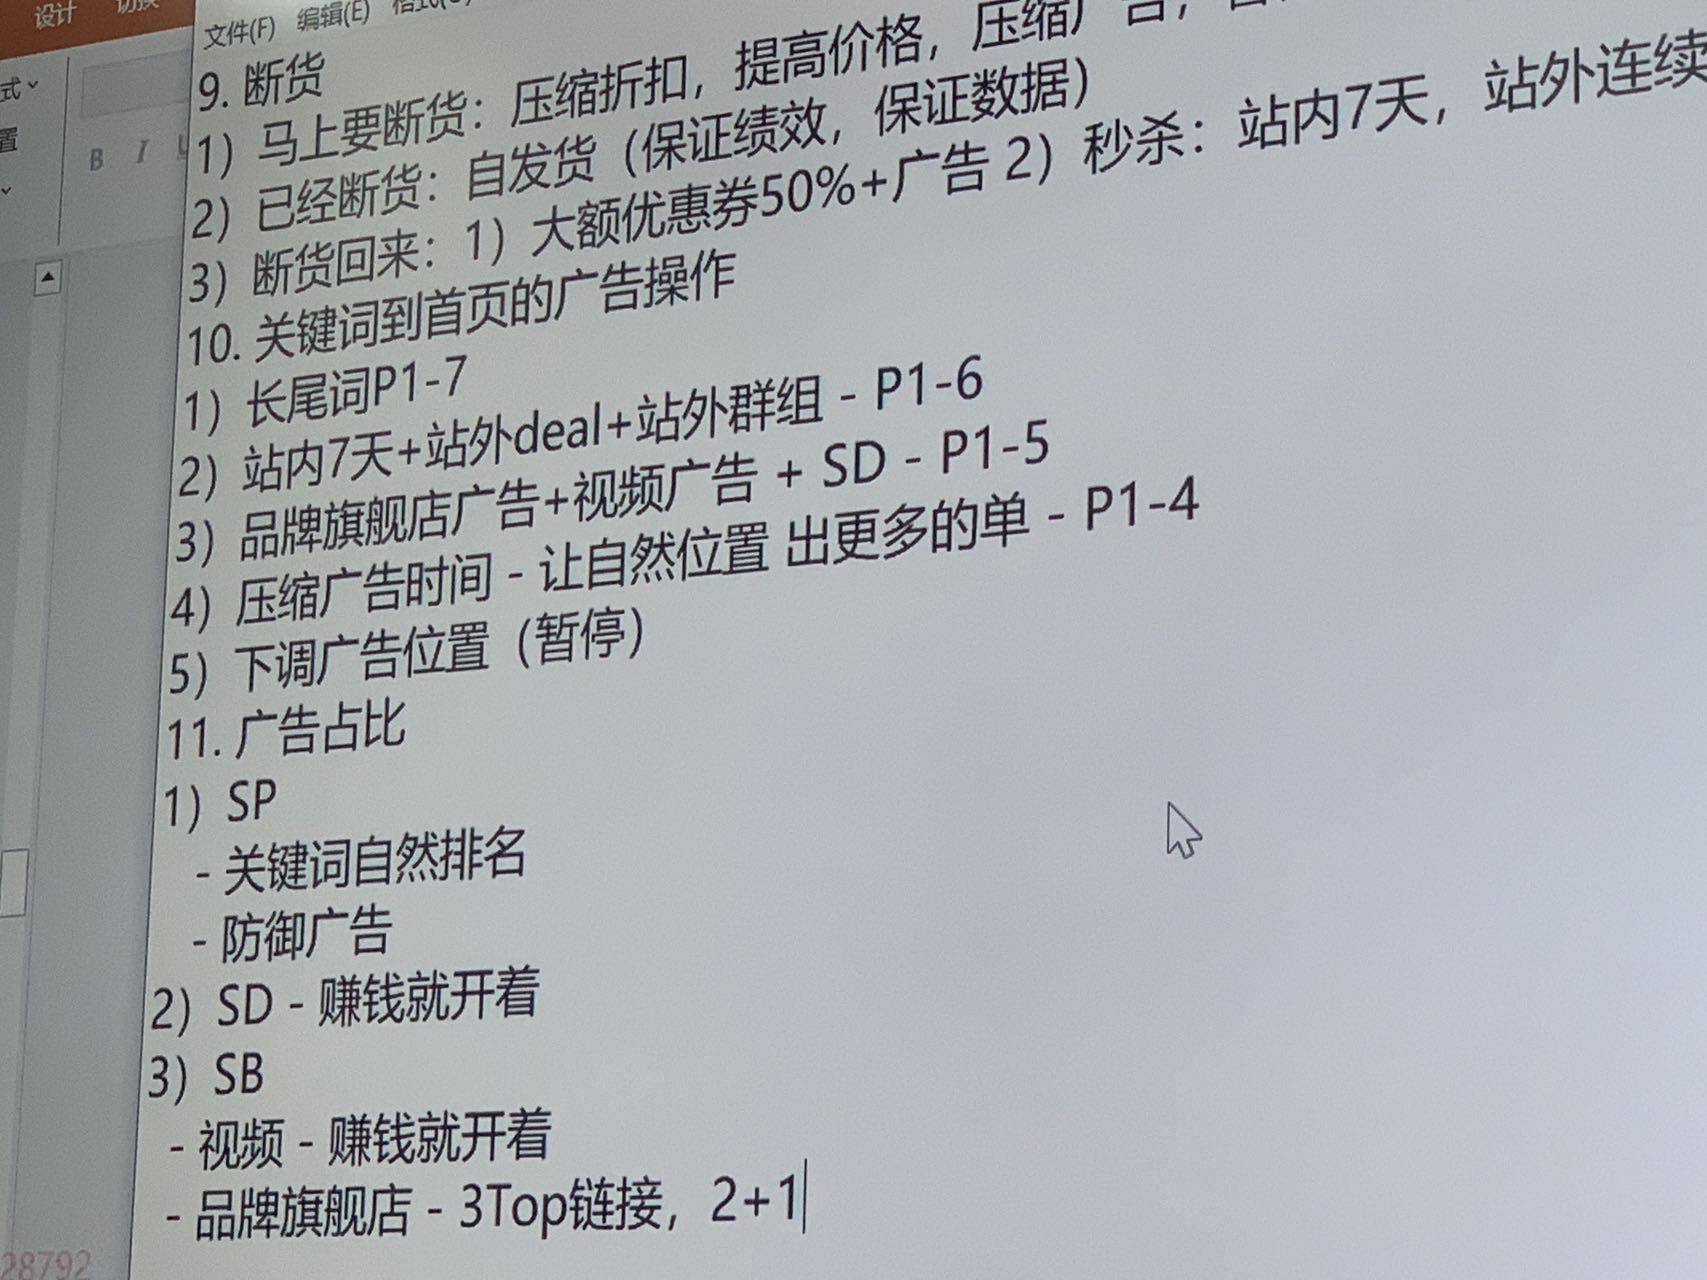 设计
切换
文件(F) 编辑(E)
式
置
B I U
9. 断货
1）马上要断货：压缩折扣，提高价格，压缩广告，
2）已经断货：自发货（保证绩效，保证数据）
3）断货回来：1）大额优惠券50%+广告 2）秒杀：站内7天，站外连续
10. 关键词到首页的广告操作
1）长尾词P1-7
2）站内7天+站外deal+站外群组 - P1-6
3）品牌旗舰店广告+视频广告 + SD - P1-5
4）压缩广告时间 - 让自然位置 出更多的单 - P1-4
5）下调广告位置（暂停）
11. 广告占比
1）SP
- 关键词自然排名
- 防御广告
2）SD - 赚钱就开着
3）SB
- 视频 - 赚钱就开着
- 品牌旗舰店 - 3Top链接，2+1
28792